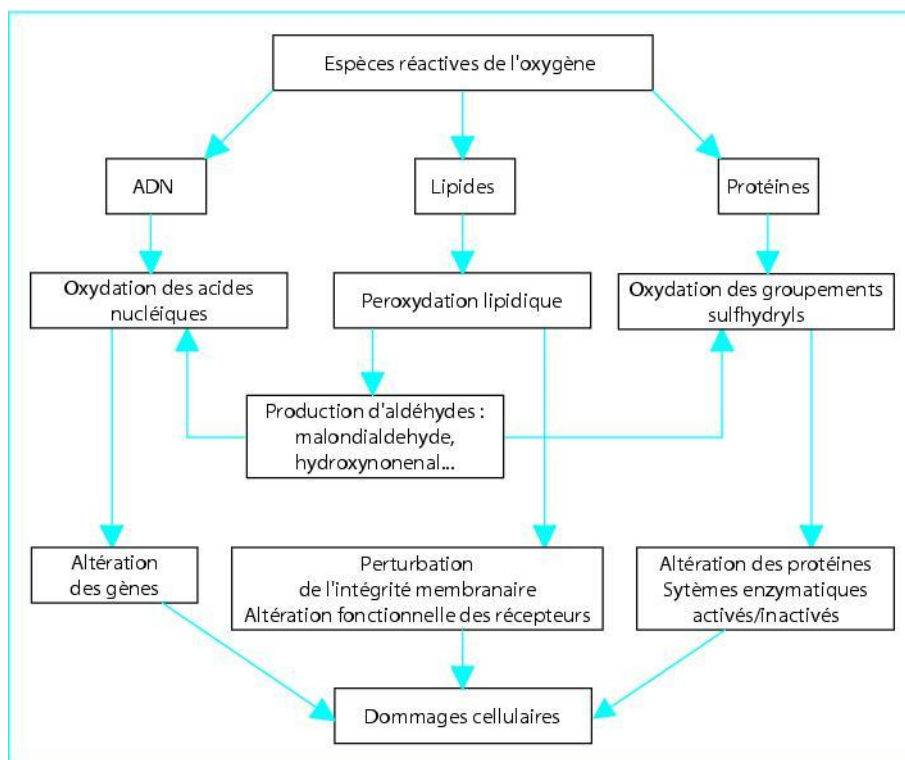 Espèces réactives de l'oxygène
ADN
Lipides
Protéines
Oxydation des acides
nucléiques
Peroxydation lipidique
Oxydation des groupements
sulfhydryls
Production d'aldéhydes :
malondialdehyde,
hydroxynonenal...
Altération
des gènes
Perturbation
de l'intégrité membranaire
Altération fonctionnelle des récepteurs
Altération des protéines
Sytèmes enzymatiques
activés/inactivés
Dommages cellulaires